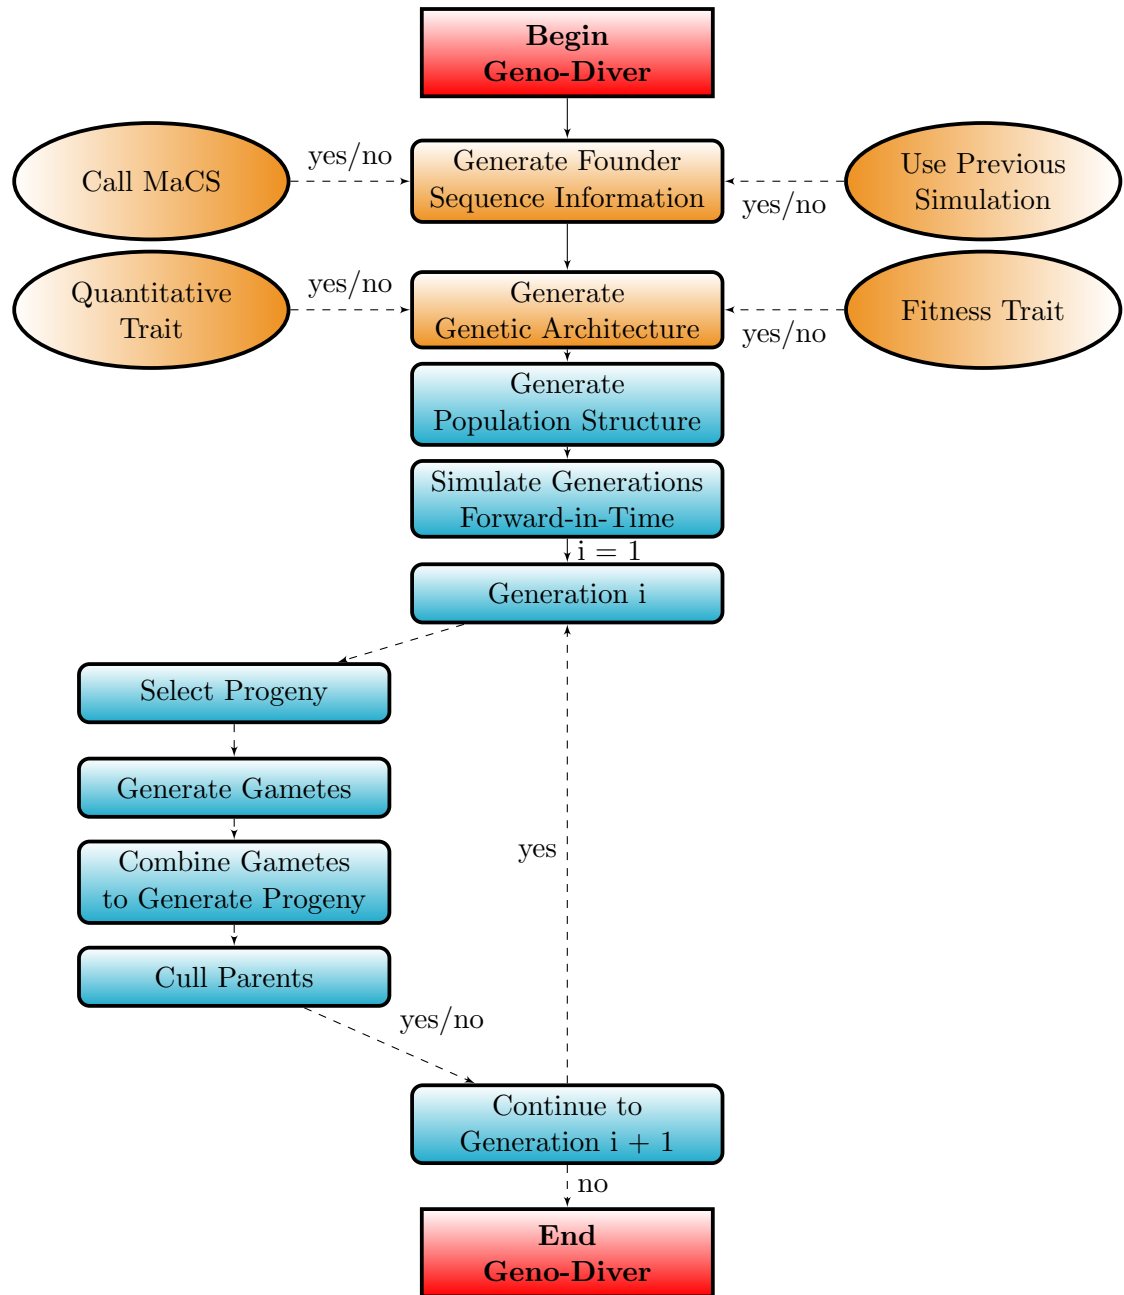 Begin
Geno-Diver
Call MaCS
yes/no
Generate Founder
Sequence Information
yes/no
Use Previous
Simulation
Quantitative
Trait
yes/no
Generate
Genetic Architecture
yes/no
Fitness Trait
Generate
Population Structure
Simulate Generations
Forward-in-Time
i = 1
Generation i
Select Progeny
Generate Gametes
Combine Gametes
to Generate Progeny
Cull Parents
yes/no
yes
Continue to
Generation i + 1
no
End
Geno-Diver